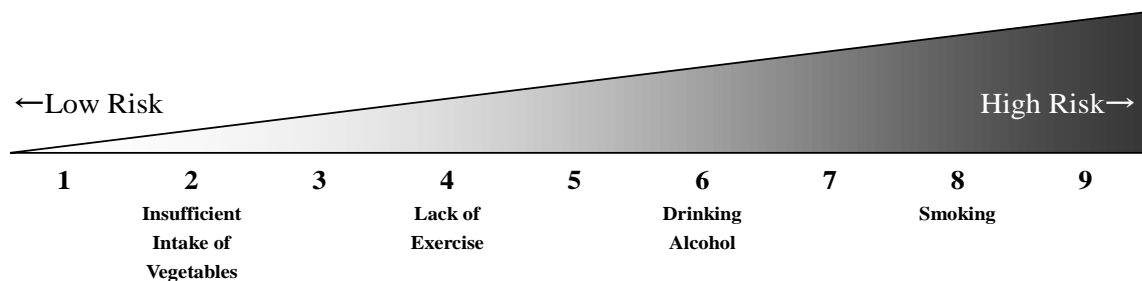 ←Low Risk
High Risk→
1 2 3 4 5 6 7 8 9
Insufficient Intake of Vegetables
Lack of Exercise
Drinking Alcohol
Smoking